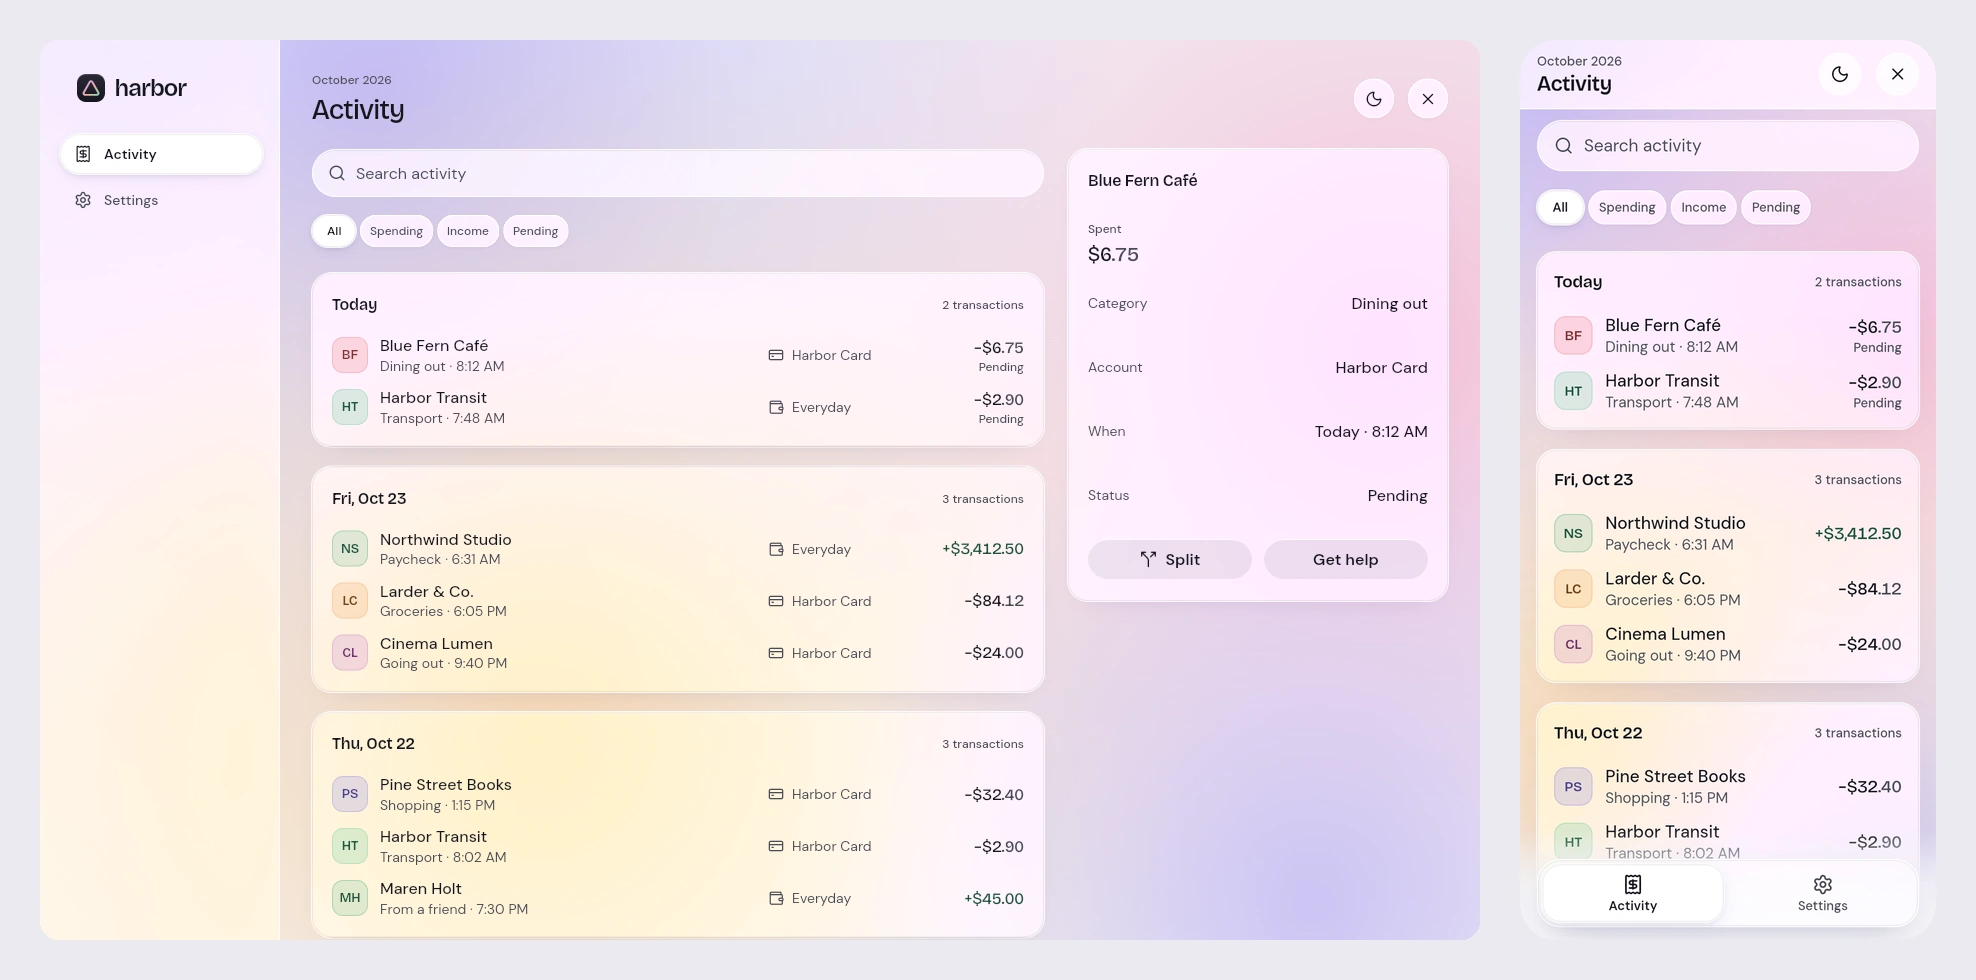 harbor
Activity
Settings
October 2026
Activity
Search activity
All
Spending
Income
Pending
Today
2 transactions
BF
Blue Fern Café
Dining out · 8:12 AM
Harbor Card
-$6.75
Pending
HT
Harbor Transit
Transport · 7:48 AM
Everyday
-$2.90
Pending
Fri, Oct 23
3 transactions
NS
Northwind Studio
Paycheck · 6:31 AM
Everyday
+$3,412.50
LC
Larder & Co.
Groceries · 6:05 PM
Harbor Card
-$84.12
CL
Cinema Lumen
Going out · 9:40 PM
Harbor Card
-$24.00
Thu, Oct 22
3 transactions
PS
Pine Street Books
Shopping · 1:15 PM
Harbor Card
-$32.40
HT
Harbor Transit
Transport · 8:02 AM
Harbor Card
-$2.90
MH
Maren Holt
From a friend · 7:30 PM
Everyday
+$45.00
Blue Fern Café
Spent
$6.75
Category
Dining out
Account
Harbor Card
When
Today · 8:12 AM
Status
Pending
Split
Get help
October 2026
Activity
Search activity
All
Spending
Income
Pending
Today
2 transactions
BF
Blue Fern Café
Dining out · 8:12 AM
-$6.75
Pending
HT
Harbor Transit
Transport · 7:48 AM
-$2.90
Pending
Fri, Oct 23
3 transactions
NS
Northwind Studio
Paycheck · 6:31 AM
+$3,412.50
LC
Larder & Co.
Groceries · 6:05 PM
-$84.12
CL
Cinema Lumen
Going out · 9:40 PM
-$24.00
Thu, Oct 22
3 transactions
PS
Pine Street Books
Shopping · 1:15 PM
-$32.40
HT
Harbor Transit
Transport · 8:02 AM
-$2.90
Activity
Settings